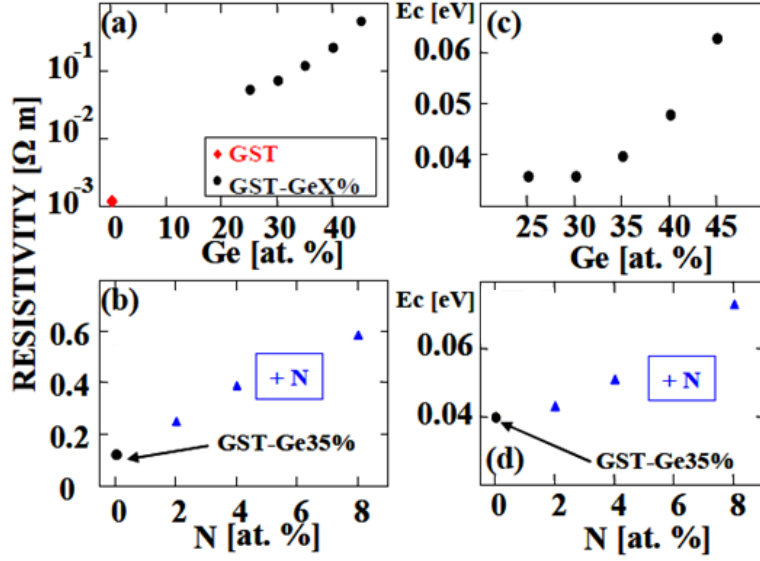 RESISTIVITY [Ω m]
(a)
10⁻¹
10⁻²
10⁻³
GST
GST-GeX%
0 10 20 30 40
Ge [at. %]
Ec [eV]
(c)
0.06
0.05
0.04
25 30 35 40 45
Ge [at. %]
(b)
0.6
0.4
0.2
0
+ N
GST-Ge35%
0 2 4 6 8
N [at. %]
Ec [eV]
0.06
0.04
+ N
(d)
GST-Ge35%
0 2 4 6 8
N [at. %]